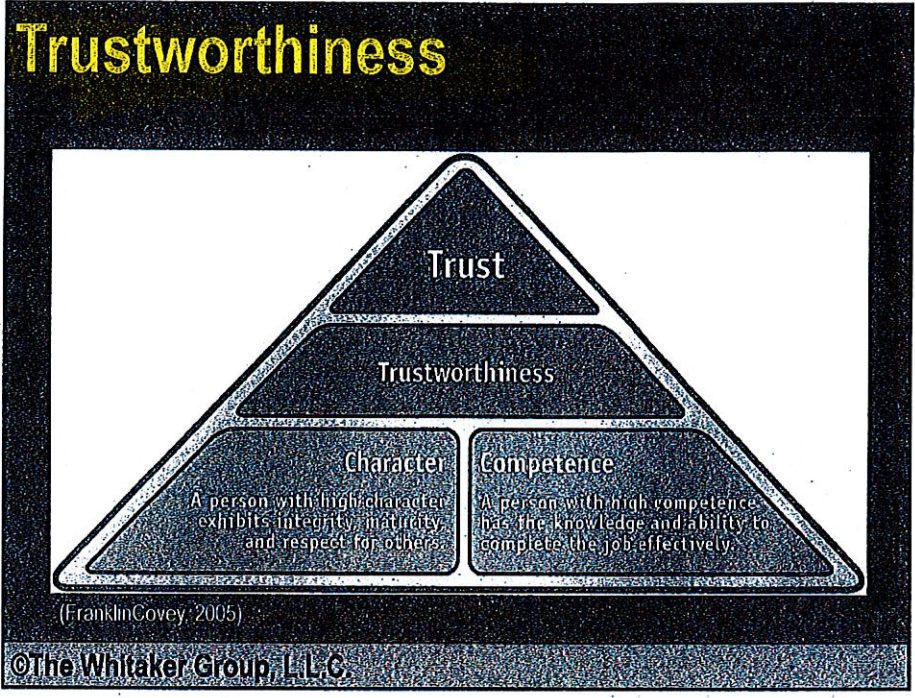 Trustworthiness
Trust
Trustworthiness
Character
A person with high character
exhibits integrity, maturity,
and respect for others.
Competence
A person with high competence
has the knowledge and ability to
complete the job effectively.
(FranklinCovey, 2005)
©The Whitaker Group, L.L.C.